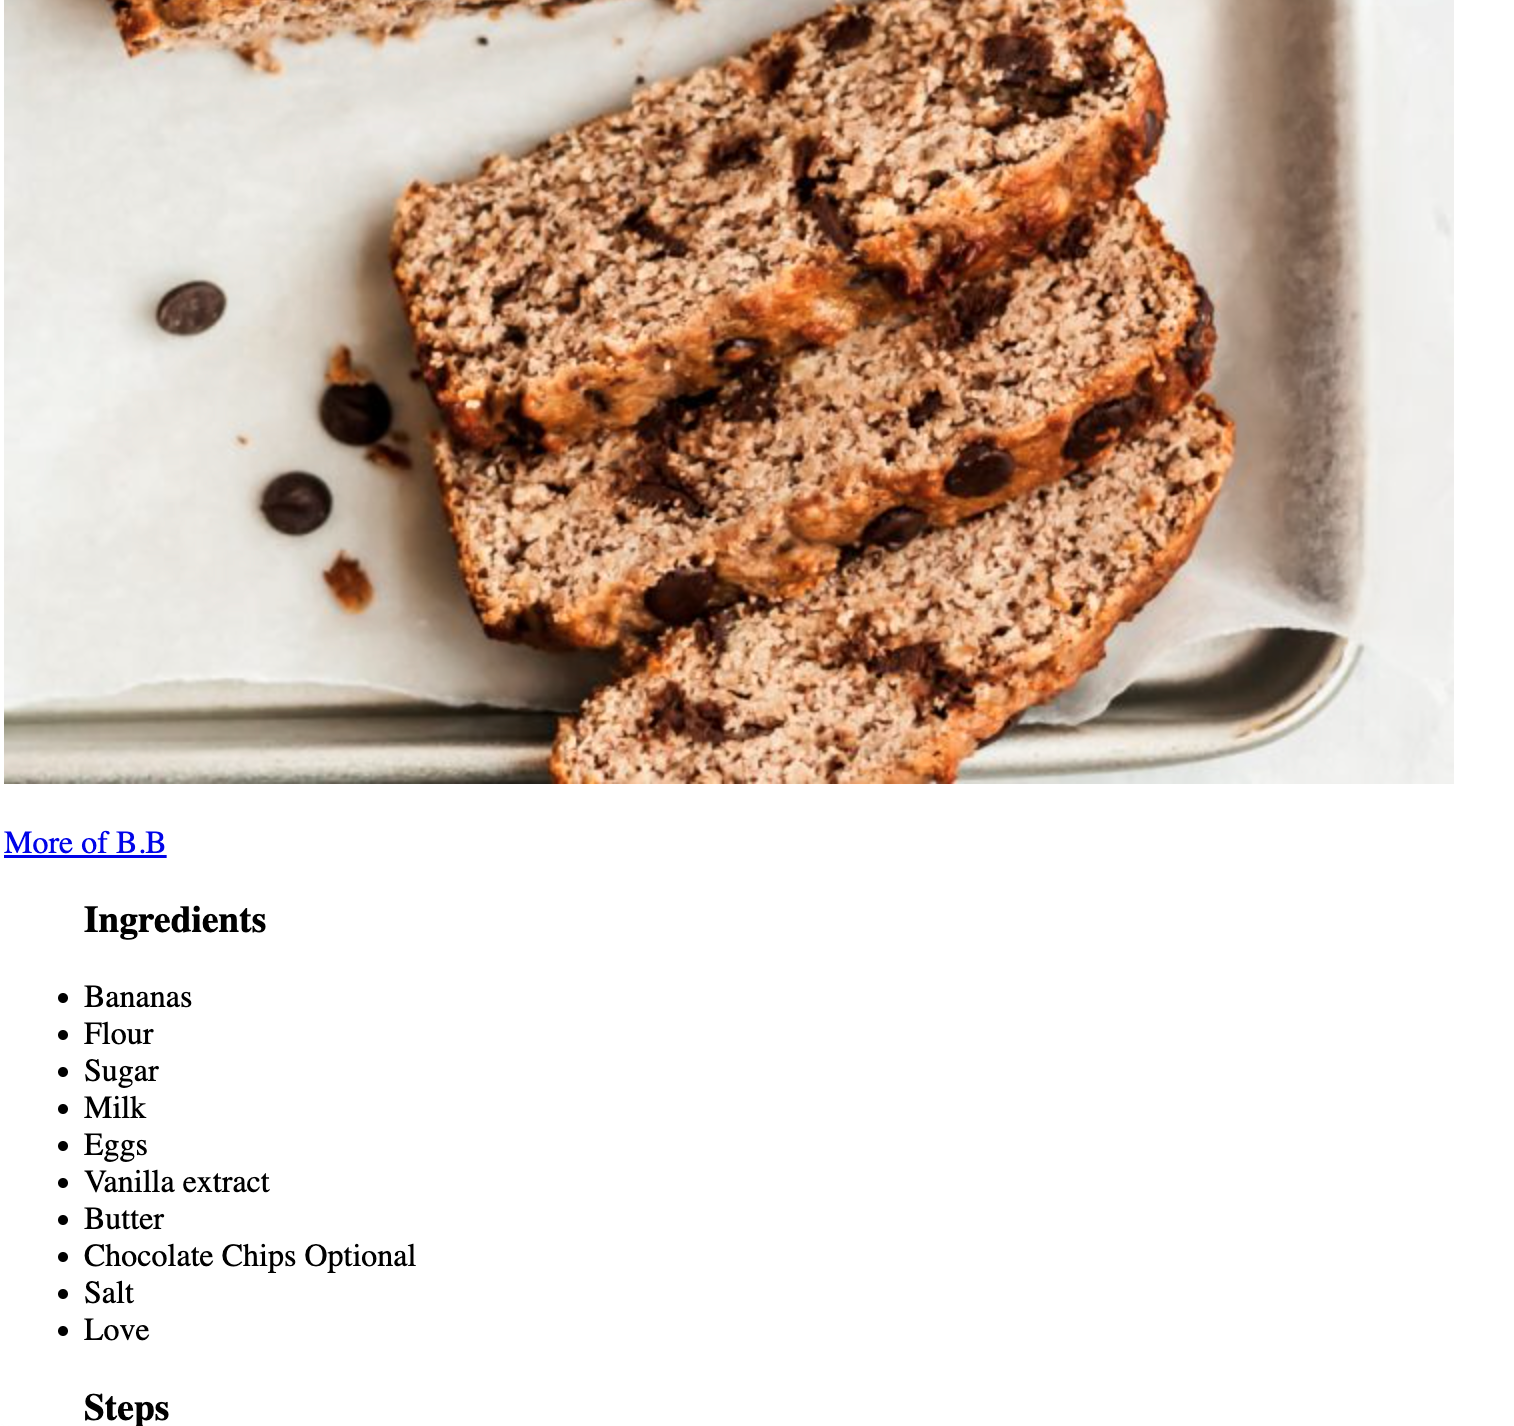 More of B.B
Ingredients
Bananas
Flour
Sugar
Milk
Eggs
Vanilla extract
Butter
Chocolate Chips Optional
Salt
Love
Steps